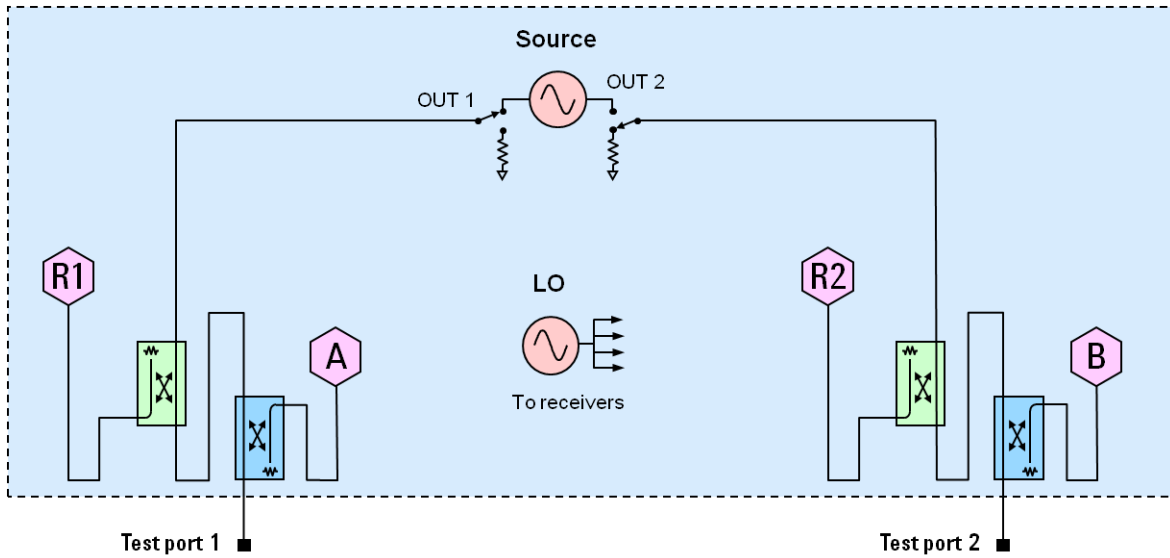 Source
OUT 1
OUT 2
R1
R2
LO
A
B
To receivers
Test port 1
Test port 2